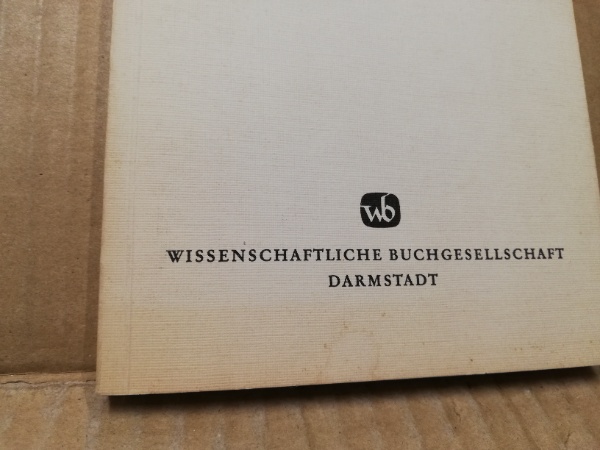 wb
WISSENSCHAFTLICHE BUCHGESELLSCHAFT
DARMSTADT